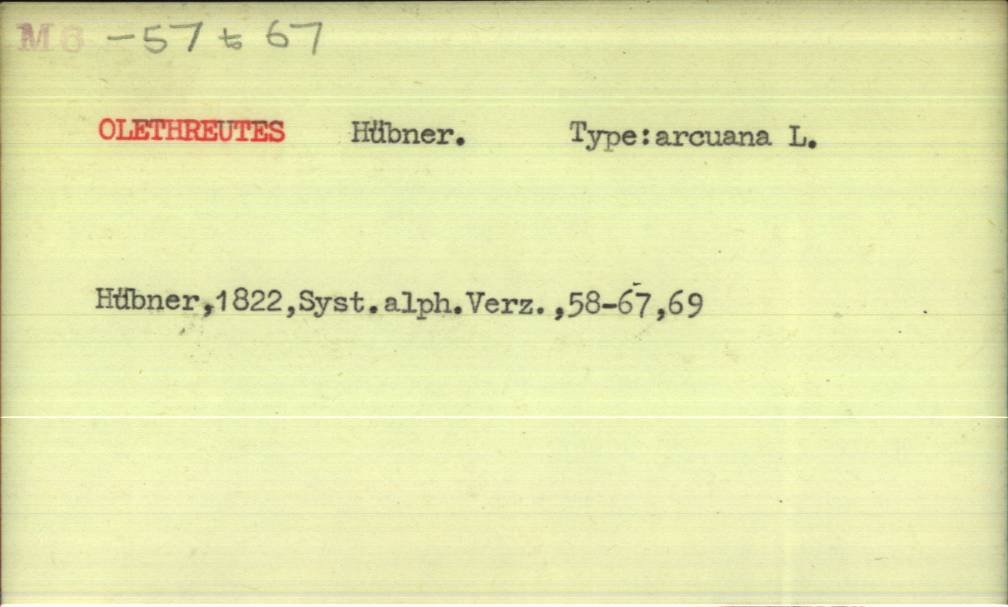 M6 -57 to 67
OLETHREUTES Hübner. Type:arcuana L.
Hübner,1822,Syst.alph.Verz.,58-67,69